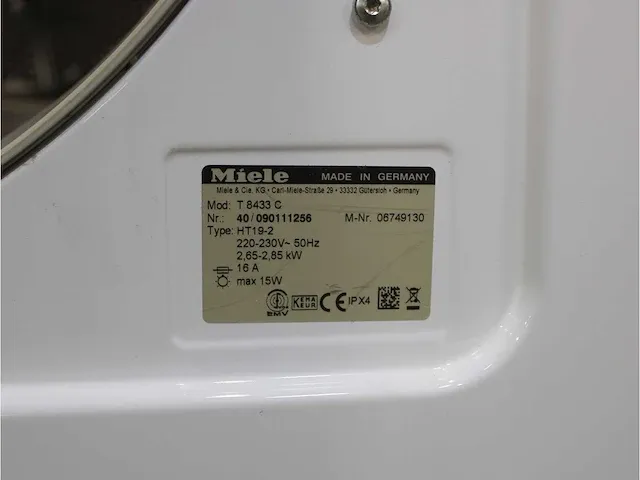 Miele MADE IN GERMANY
Miele & Cie. KG. • Carl-Miele-Straße 29 • 33332 Gütersloh • Germany
Mod: T 8433 C
Nr.: 40/090111256 M-Nr. 06749130
Type: HT19-2
220-230V~ 50Hz
2,65-2,85 kW
16 A
max 15W
EMV KEMA KEUR CE IPX4